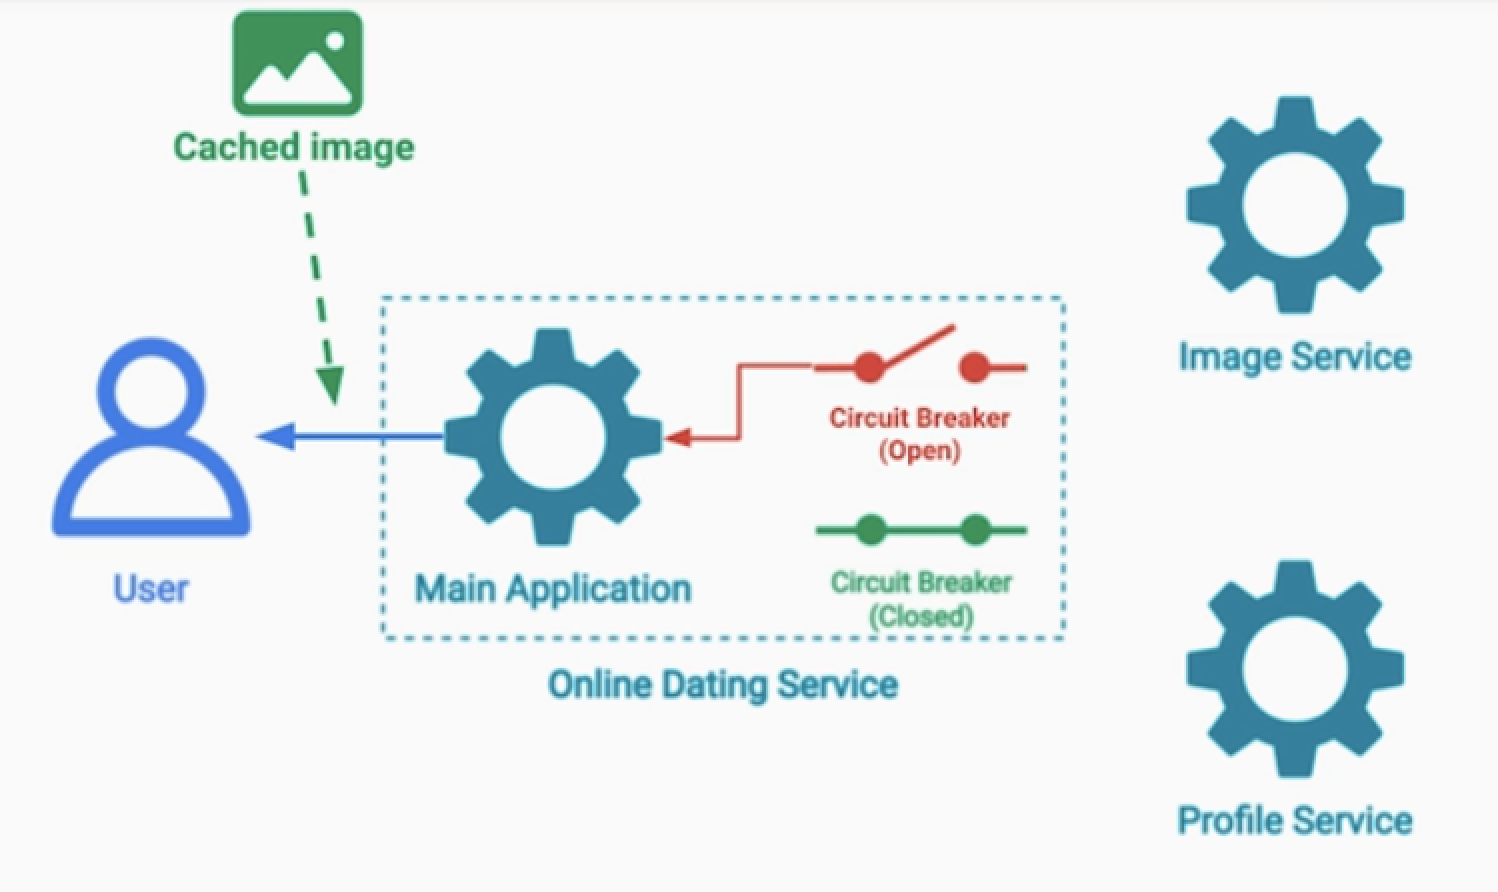 Cached image
Image Service
Circuit Breaker
(Open)
User
Main Application
Circuit Breaker
(Closed)
Online Dating Service
Profile Service